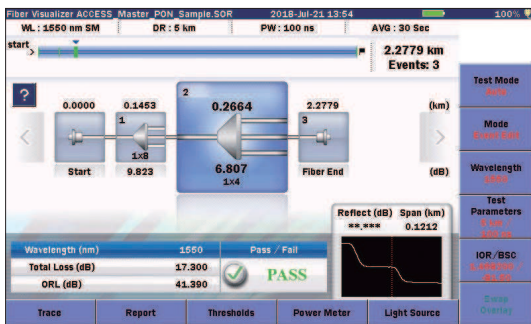 Fiber Visualizer ACCESS_Master_PON_Sample.SOR 2018-Jul-21 13:54 100%
WL : 1550 nm SM DR : 5 km PW : 100 ns AVG : 30 Sec
start
2.2779 km
Events: 3
Test Mode
?
0.0000 0.1453 2 0.2664 2.2779 (km)
1 3
Mode
1x8
Start 9.823 6.807 Fiber End (dB)
1x4
Wavelength
Test
Parameters
Reflect (dB) Span (km)
**.*** 0.1212
Wavelength (nm) 1550 Pass / Fail
Total Loss (dB) 17.300
PASS
ORL (dB) 41.390
IOR/BSC
Overlay
Trace Report Thresholds Power Meter Light Source